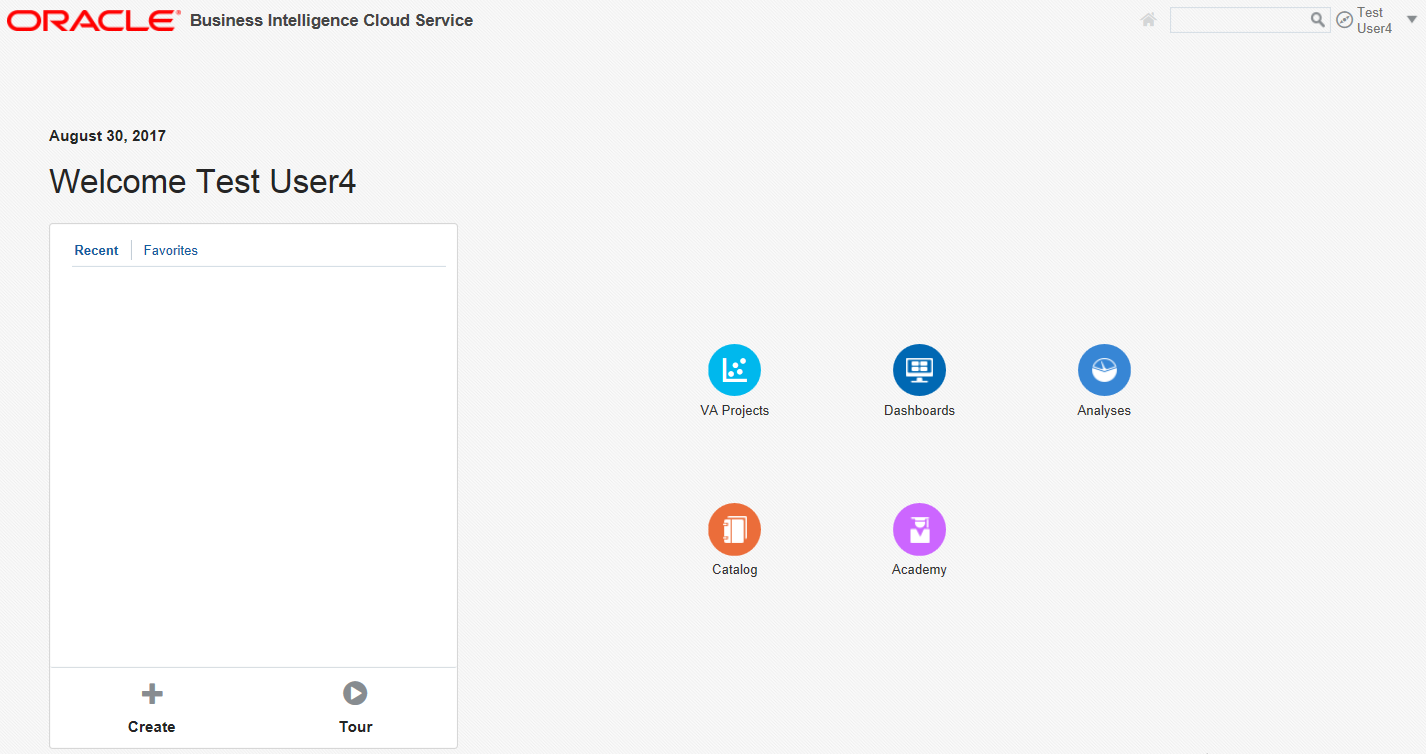 ORACLE® Business Intelligence Cloud Service
Test
User4
August 30, 2017
Welcome Test User4
Recent Favorites
VA Projects Dashboards Analyses
Catalog Academy
Create Tour